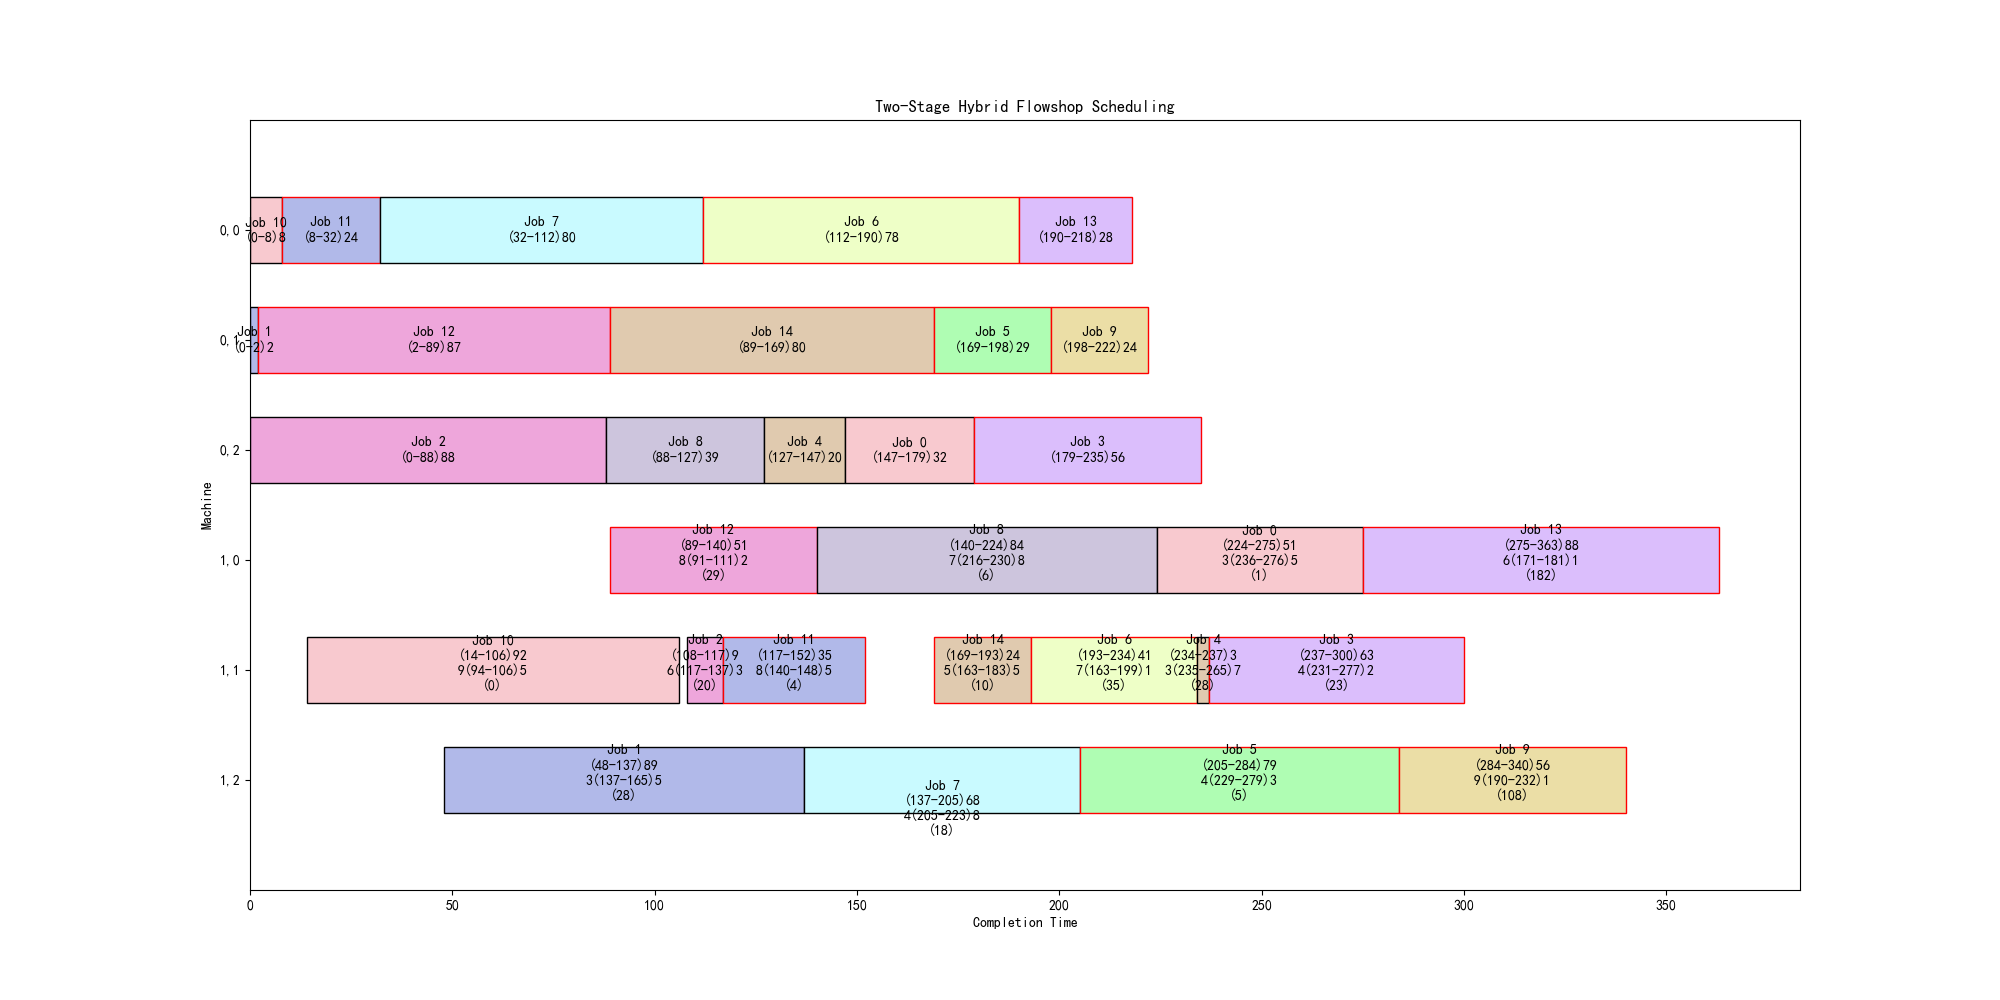 Two-Stage Hybrid Flowshop Scheduling
Machine
0,0
Job 10
(0-8)8
Job 11
(8-32)24
Job 7
(32-112)80
Job 6
(112-190)78
Job 13
(190-218)28
0,1
Job 1
(0-2)2
Job 12
(2-89)87
Job 14
(89-169)80
Job 5
(169-198)29
Job 9
(198-222)24
0,2
Job 2
(0-88)88
Job 8
(88-127)39
Job 4
(127-147)20
Job 0
(147-179)32
Job 3
(179-235)56
1,0
Job 12
(89-140)51
8(91-111)2
(29)
Job 8
(140-224)84
7(216-230)8
(6)
Job 0
(224-275)51
3(236-276)5
(1)
Job 13
(275-363)88
6(171-181)1
(182)
1,1
Job 10
(14-106)92
9(94-106)5
(0)
Job 2
(108-117)9
6(117-137)3
(20)
Job 11
(117-152)35
8(140-148)5
(4)
Job 14
(169-193)24
5(163-183)5
(10)
Job 6
(193-234)41
7(163-199)1
(35)
Job 4
(234-237)3
3(235-265)7
(28)
Job 3
(237-300)63
4(231-277)2
(23)
1,2
Job 1
(48-137)89
3(137-165)5
(28)
Job 7
(137-205)68
4(205-223)8
(18)
Job 5
(205-284)79
4(229-279)3
(5)
Job 9
(284-340)56
9(190-232)1
(108)
0 50 100 150 200 250 300 350
Completion Time